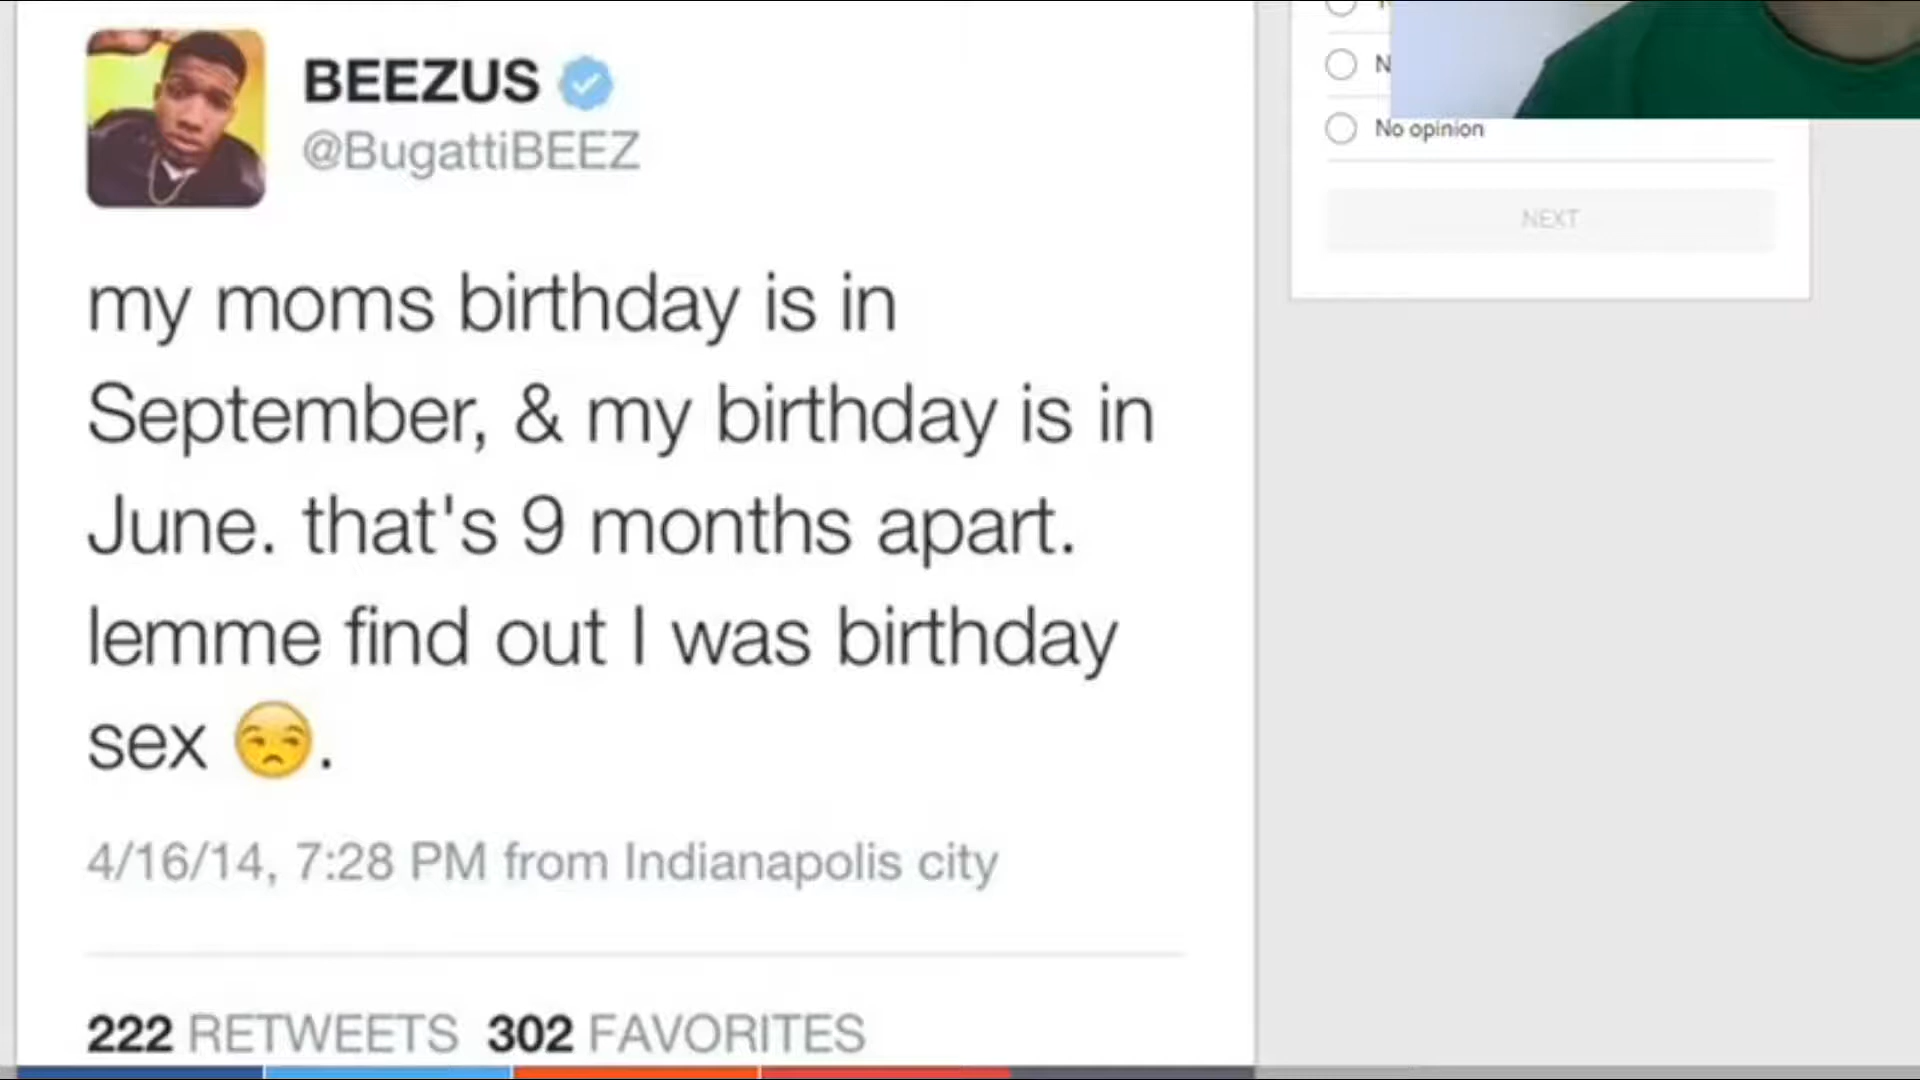 BEEZUS
@BugattiBEEZ
my moms birthday is in
September, & my birthday is in
June. that's 9 months apart.
lemme find out I was birthday
sex 😒.
4/16/14, 7:28 PM from Indianapolis city
222 RETWEETS 302 FAVORITES
N
No opinion
NEXT